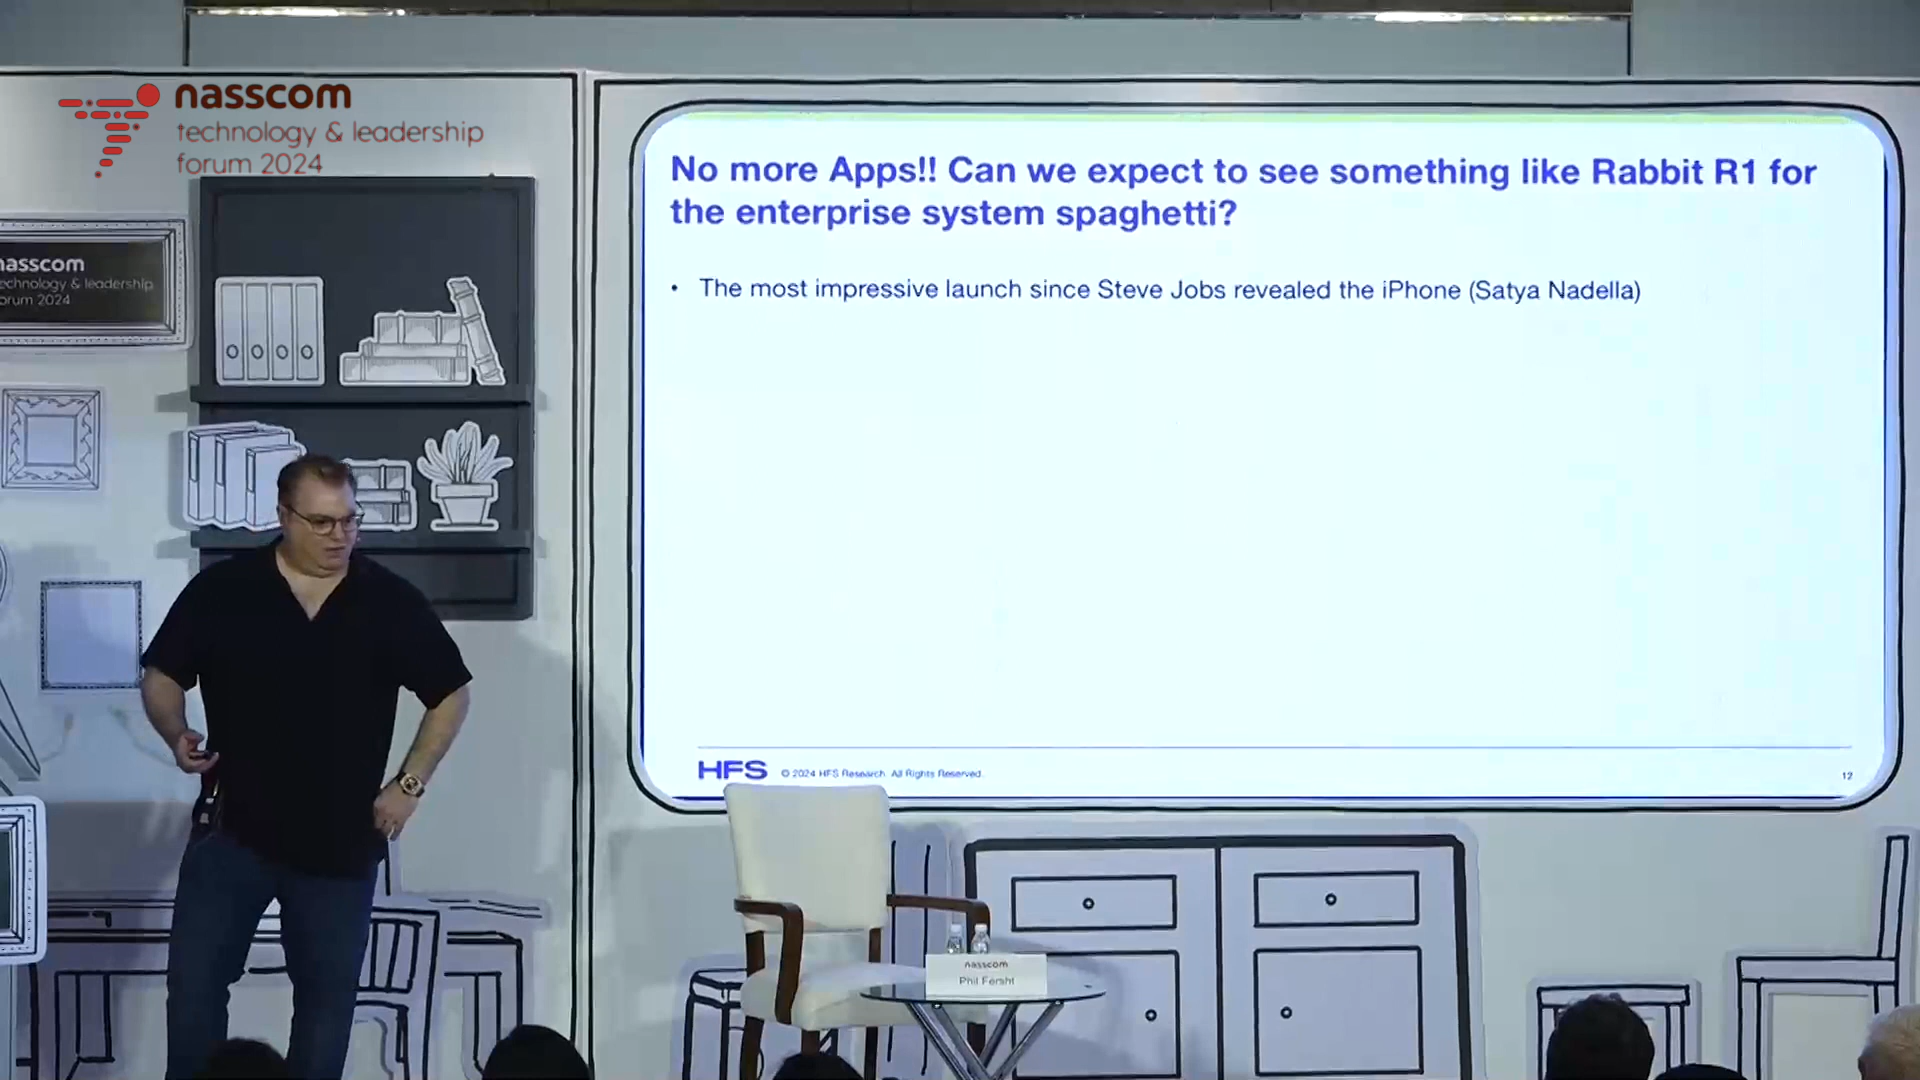 nasscom
technology & leadership
forum 2024
nasscom
technology & leadership
forum 2024
No more Apps!! Can we expect to see something like Rabbit R1 for
the enterprise system spaghetti?
• The most impressive launch since Steve Jobs revealed the iPhone (Satya Nadella)
HFS
© 2024 HFS Research. All Rights Reserved.
12
nasscom
Phil Fersht